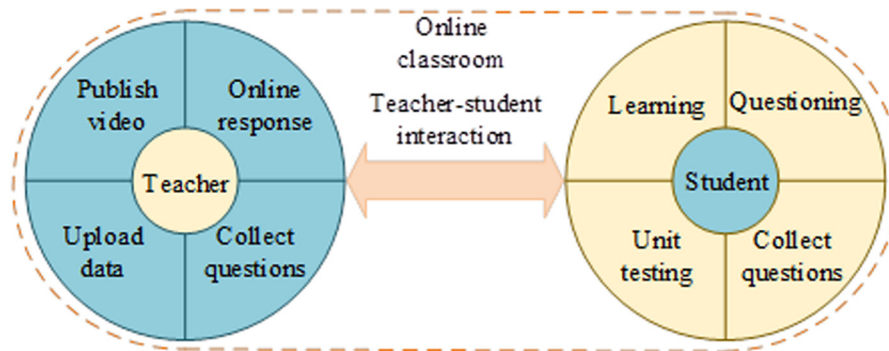 Publish
video
Online
response
Teacher
Upload
data
Collect
questions
Online
classroom
Teacher-student
interaction
Learning
Questioning
Student
Unit
testing
Collect
questions